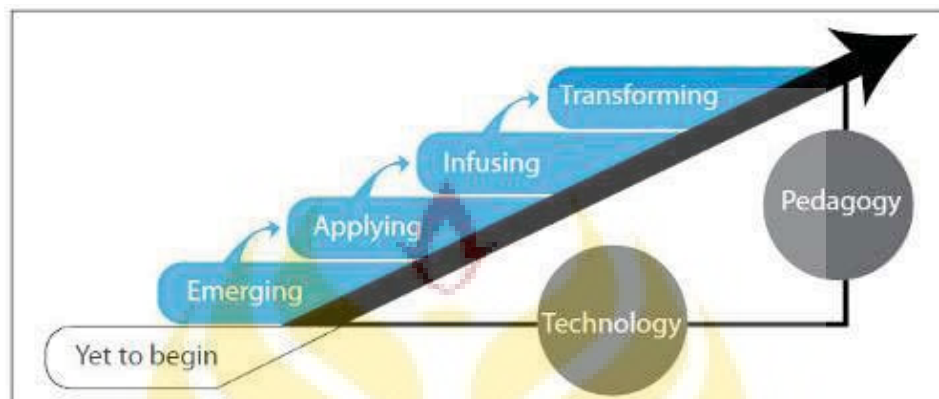 Transforming
Infusing
Pedagogy
Applying
Emerging
Technology
Yet to begin